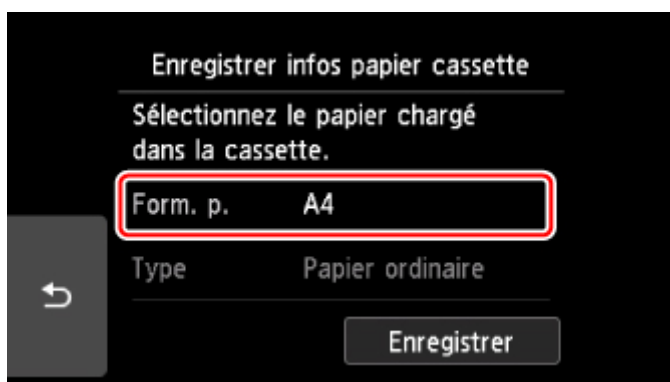 Enregistrer infos papier cassette
Sélectionnez le papier chargé
dans la cassette.
Form. p. A4
Type Papier ordinaire
Enregistrer